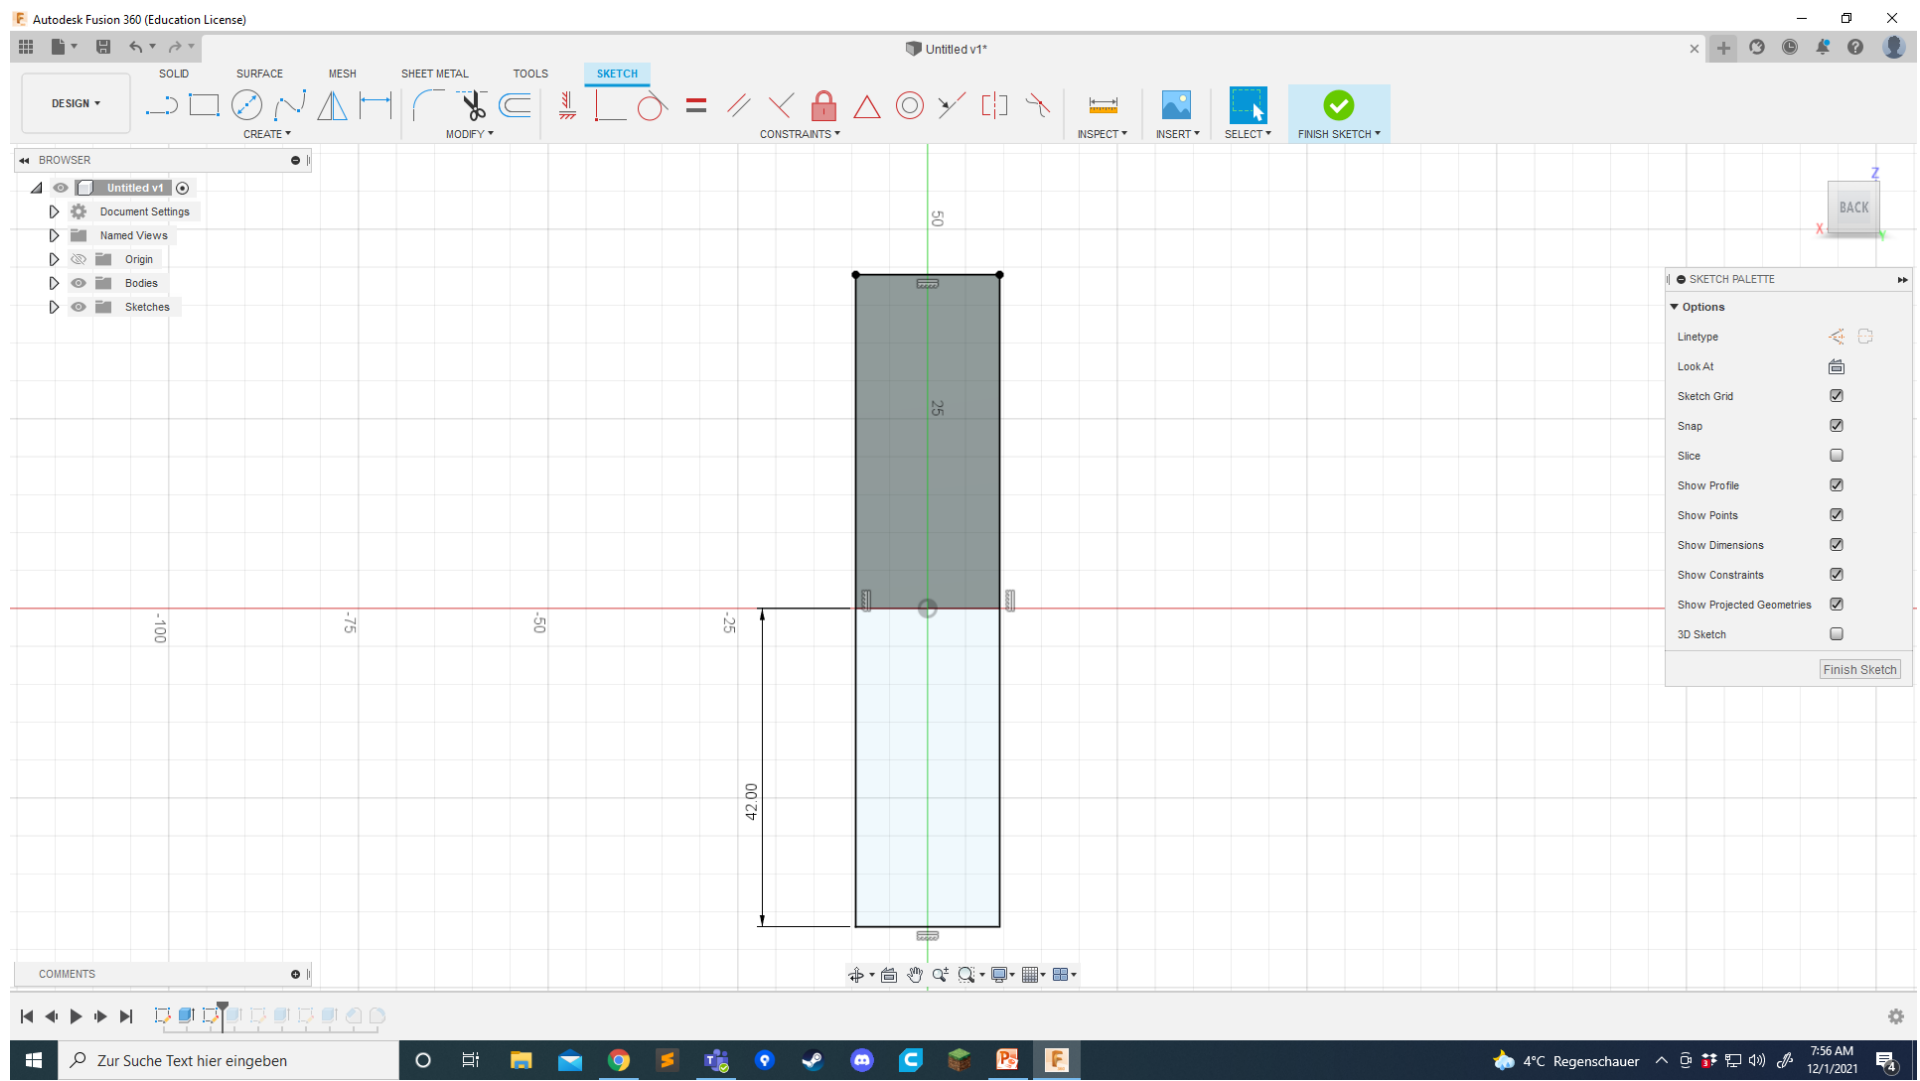 Autodesk Fusion 360 (Education License)
Untitled v1*
SOLID SURFACE MESH SHEET METAL TOOLS SKETCH
DESIGN
CREATE MODIFY CONSTRAINTS INSPECT INSERT SELECT FINISH SKETCH
BROWSER
Untitled v1
Document Settings
Named Views
Origin
Bodies
Sketches
Z
BACK
X
Y
50
25
-100 -75 -50 -25
42.00
SKETCH PALETTE
Options
Linetype
Look At
Sketch Grid
Snap
Slice
Show Profile
Show Points
Show Dimensions
Show Constraints
Show Projected Geometries
3D Sketch
Finish Sketch
COMMENTS
Zur Suche Text hier eingeben
4°C Regenschauer
7:56 AM
12/1/2021
4